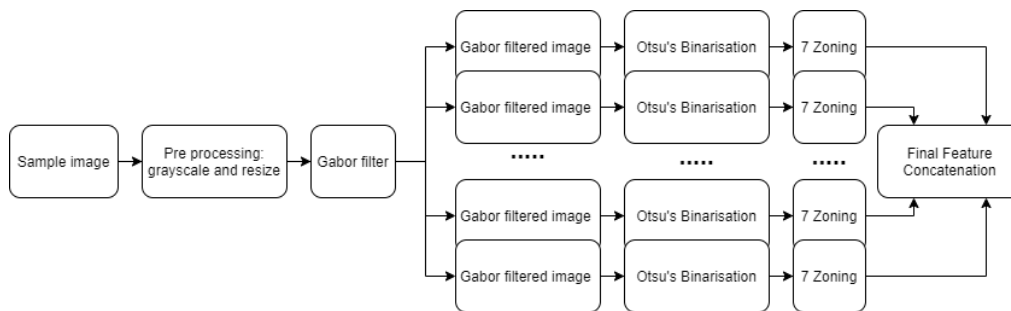 Gabor filtered image
Otsu's Binarisation
7 Zoning
Gabor filtered image
Otsu's Binarisation
7 Zoning
Sample image
Pre processing:
grayscale and resize
Gabor filter
.....
.....
.....
Final Feature
Concatenation
Gabor filtered image
Otsu's Binarisation
7 Zoning
Gabor filtered image
Otsu's Binarisation
7 Zoning